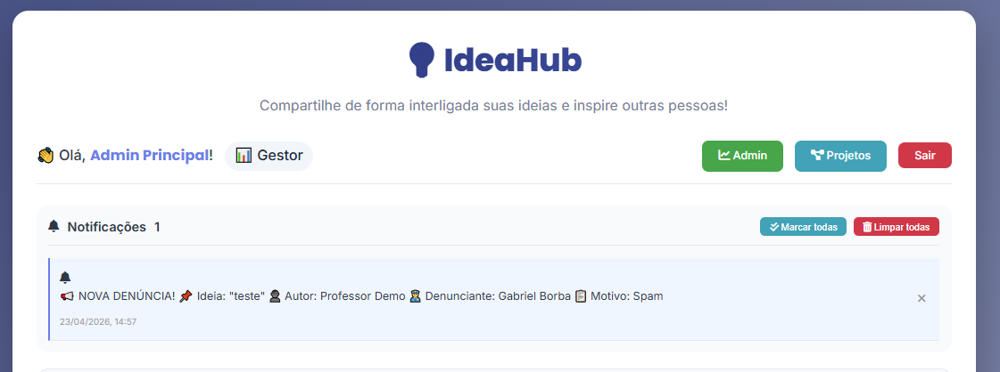 IdeaHub
Compartilhe de forma interligada suas ideias e inspire outras pessoas!
👋 Olá, Admin Principal! 📊 Gestor
Admin
Projetos
Sair
Notificações 1
Marcar todas
Limpar todas
📢 NOVA DENÚNCIA! 📌 Ideia: "teste" 👤 Autor: Professor Demo 👮 Denunciante: Gabriel Borba 📋 Motivo: Spam
×
23/04/2026, 14:57